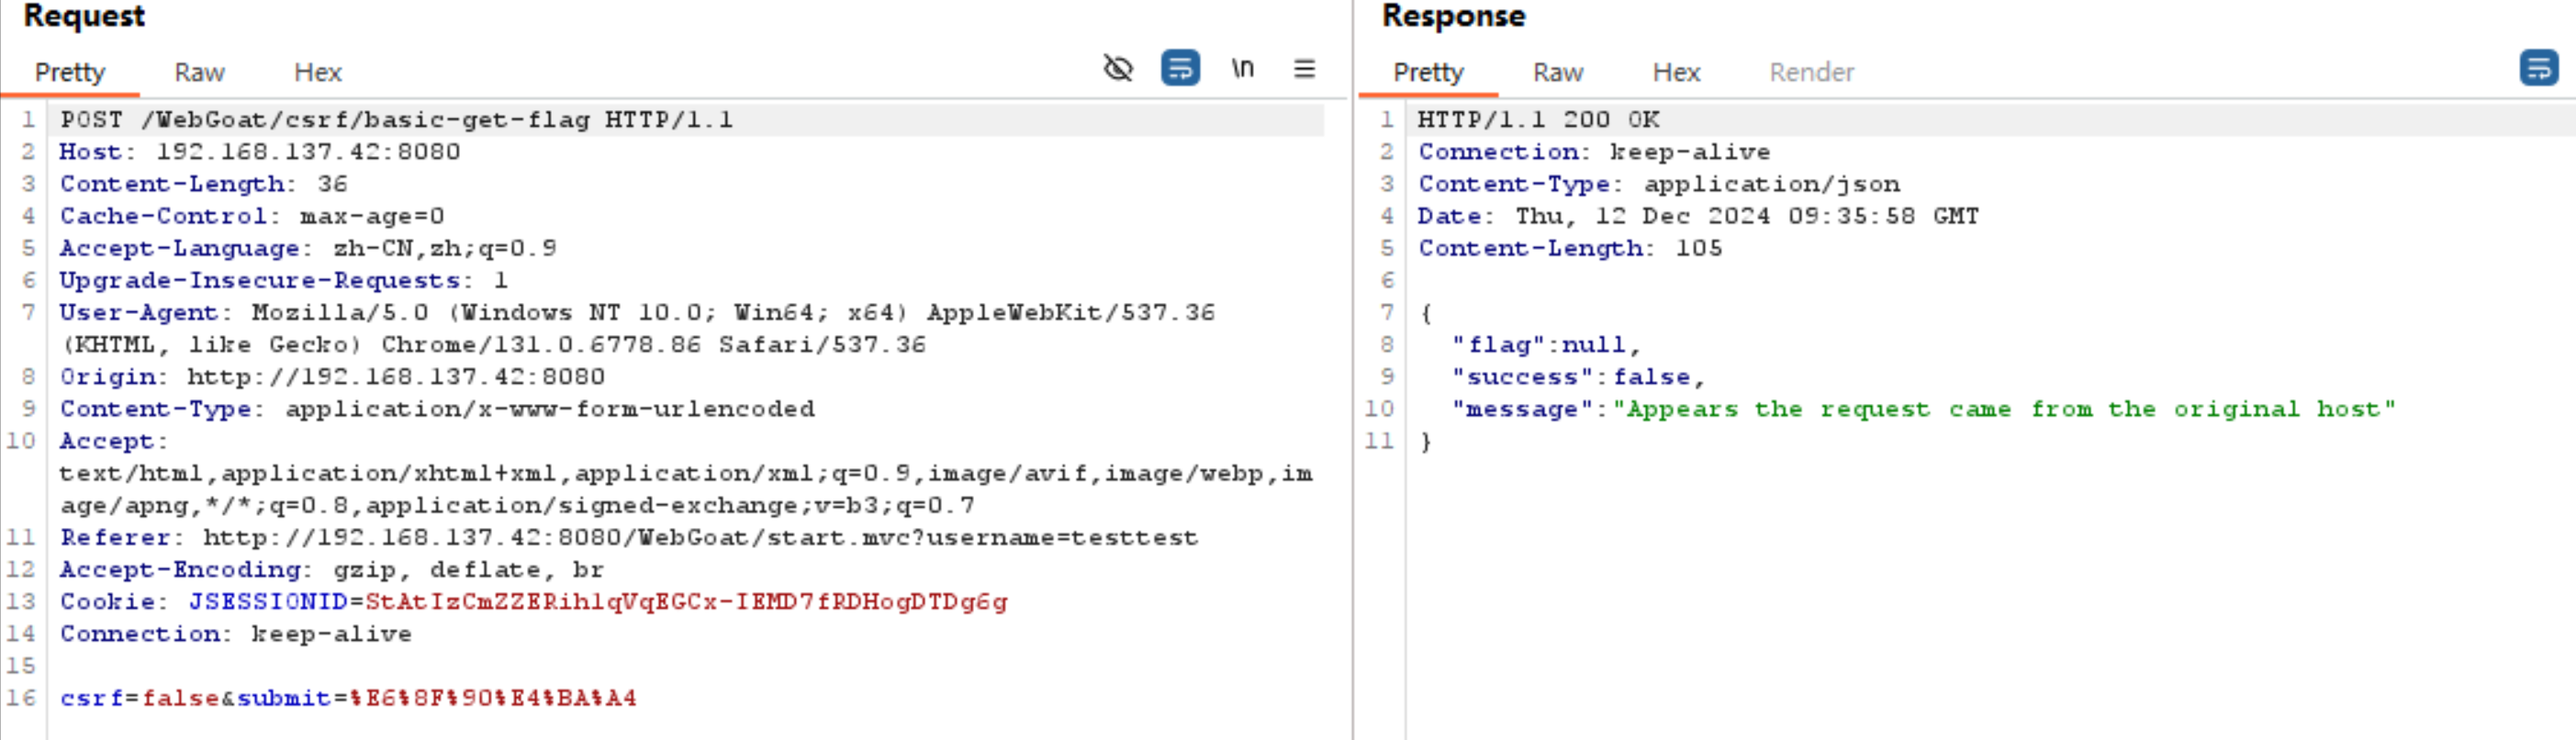 Request
Pretty Raw Hex
\n
1 POST /WebGoat/csrf/basic-get-flag HTTP/1.1
2 Host: 192.168.137.42:8080
3 Content-Length: 36
4 Cache-Control: max-age=0
5 Accept-Language: zh-CN,zh;q=0.9
6 Upgrade-Insecure-Requests: 1
7 User-Agent: Mozilla/5.0 (Windows NT 10.0; Win64; x64) AppleWebKit/537.36
(KHTML, like Gecko) Chrome/131.0.6778.86 Safari/537.36
8 Origin: http://192.168.137.42:8080
9 Content-Type: application/x-www-form-urlencoded
10 Accept:
text/html,application/xhtml+xml,application/xml;q=0.9,image/avif,image/webp,im
age/apng,*/*;q=0.8,application/signed-exchange;v=b3;q=0.7
11 Referer: http://192.168.137.42:8080/WebGoat/start.mvc?username=testtest
12 Accept-Encoding: gzip, deflate, br
13 Cookie: JSESSIONID=StAtIzCmZZERih1qVqEGCx-IEMD7fRDHogDTDg6g
14 Connection: keep-alive
15
16 csrf=false&submit=%E6%8F%90%E4%BA%A4
Response
Pretty Raw Hex Render
1 HTTP/1.1 200 OK
2 Connection: keep-alive
3 Content-Type: application/json
4 Date: Thu, 12 Dec 2024 09:35:58 GMT
5 Content-Length: 105
6
7 {
8 "flag":null,
9 "success":false,
10 "message":"Appears the request came from the original host"
11 }